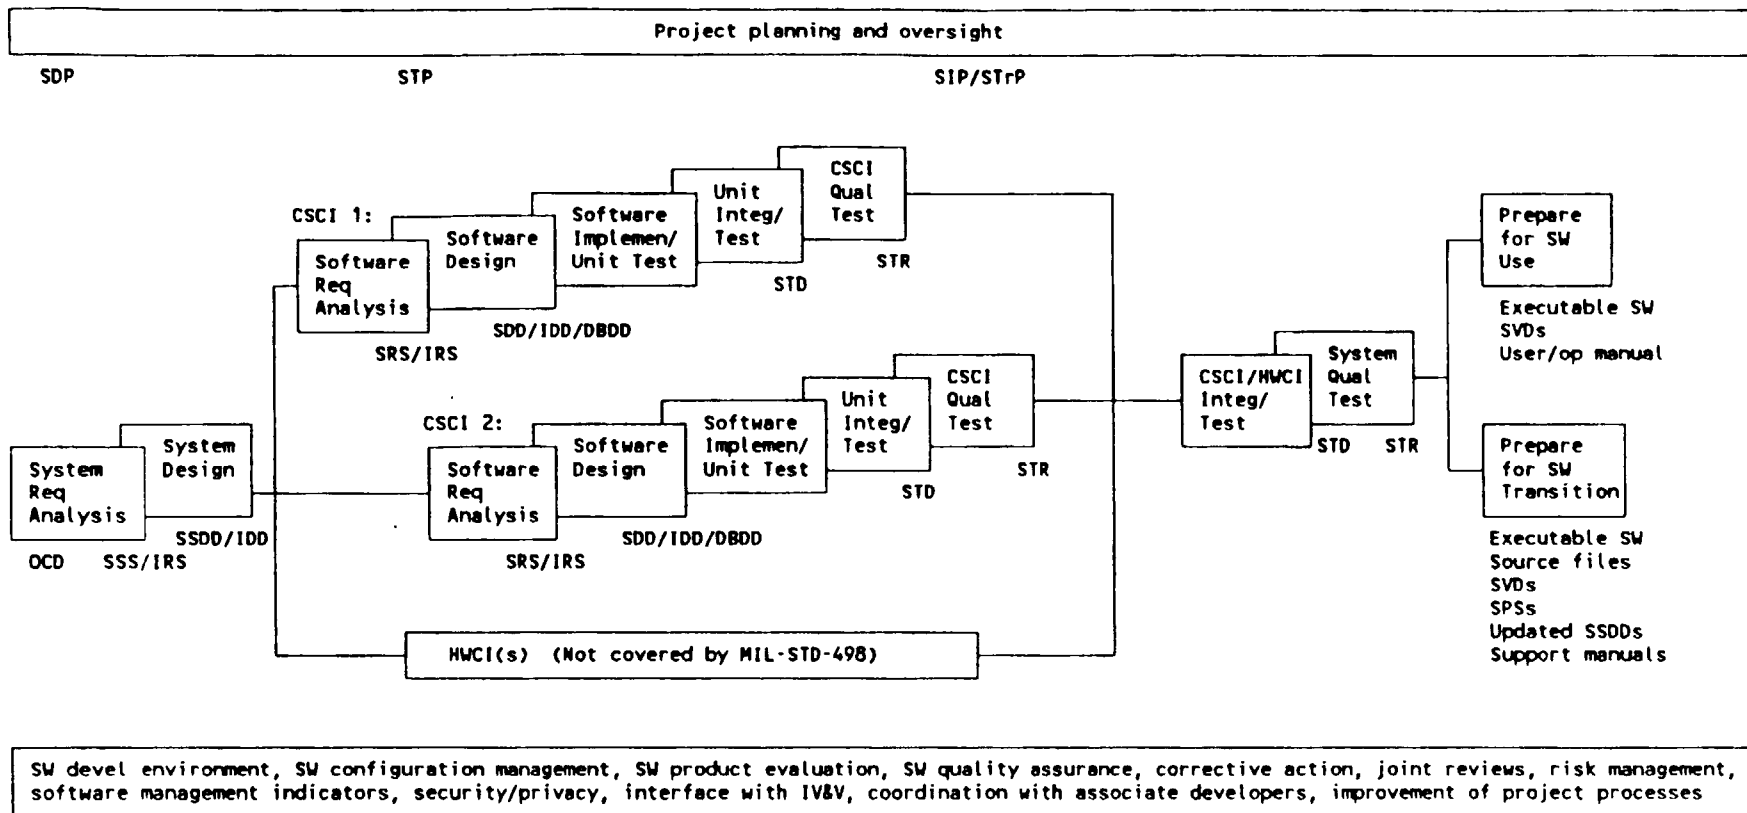 Project planning and oversight
SDP
STP
SIP/STrP
CSCI 1:
Software
Req
Analysis
SRS/IRS
Software
Design
SDD/IDD/DBDD
Software
Implemen/
Unit Test
Unit
Integ/
Test
STD
CSCI
Qual
Test
STR
CSCI 2:
Software
Req
Analysis
SRS/IRS
Software
Design
SDD/IDD/DBDD
Software
Implemen/
Unit Test
Unit
Integ/
Test
STD
CSCI
Qual
Test
STR
System
Req
Analysis
OCD
SSS/IRS
System
Design
SSDD/IDD
HWCI(s) (Not covered by MIL-STD-498)
CSCI/HWCI
Integ/
Test
STD
System
Qual
Test
STR
Prepare
for SW
Use
Executable SW
SVDs
User/op manual
Prepare
for SW
Transition
Executable SW
Source files
SVDs
SPSs
Updated SSDDs
Support manuals
SW devel environment, SW configuration management, SW product evaluation, SW quality assurance, corrective action, joint reviews, risk management,
software management indicators, security/privacy, interface with IV&V, coordination with associate developers, improvement of project processes